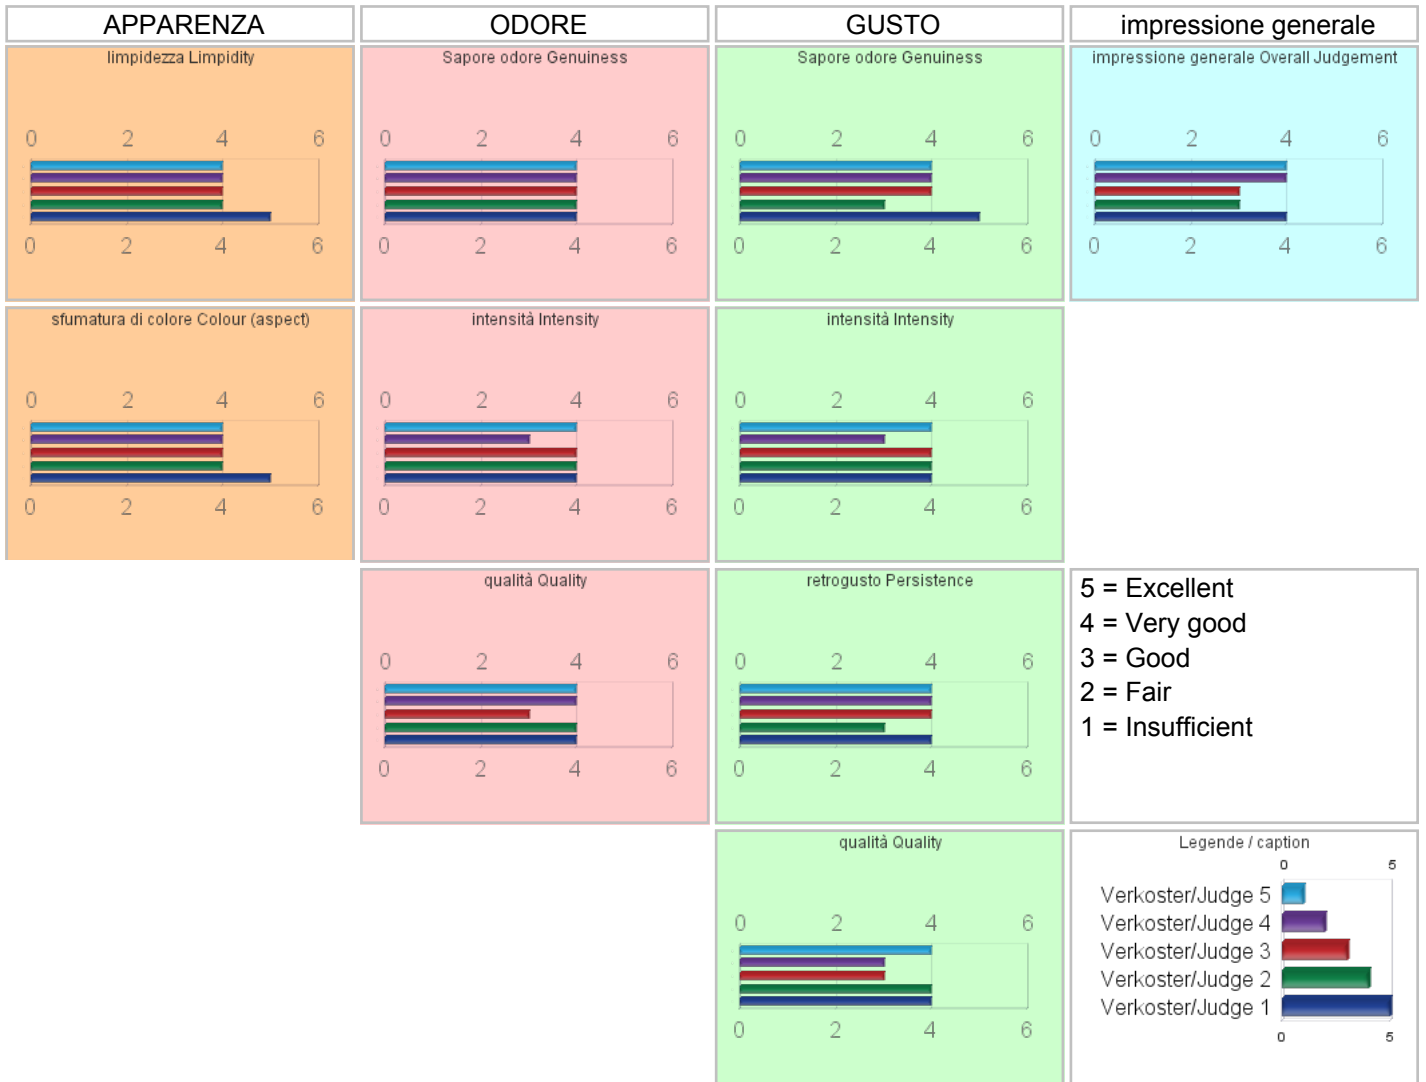 APPARENZA
ODORE
GUSTO
impressione generale
limpidezza Limpidity
0 2 4 6
0 2 4 6
Sapore odore Genuiness
0 2 4 6
0 2 4 6
Sapore odore Genuiness
0 2 4 6
0 2 4 6
impressione generale Overall Judgement
0 2 4 6
0 2 4 6
sfumatura di colore Colour (aspect)
0 2 4 6
0 2 4 6
intensità Intensity
0 2 4 6
0 2 4 6
intensità Intensity
0 2 4 6
0 2 4 6
qualità Quality
0 2 4 6
0 2 4 6
retrogusto Persistence
0 2 4 6
0 2 4 6
5 = Excellent
4 = Very good
3 = Good
2 = Fair
1 = Insufficient
qualità Quality
0 2 4 6
0 2 4 6
Legende / caption
0 5
Verkoster/Judge 5
Verkoster/Judge 4
Verkoster/Judge 3
Verkoster/Judge 2
Verkoster/Judge 1
0 5